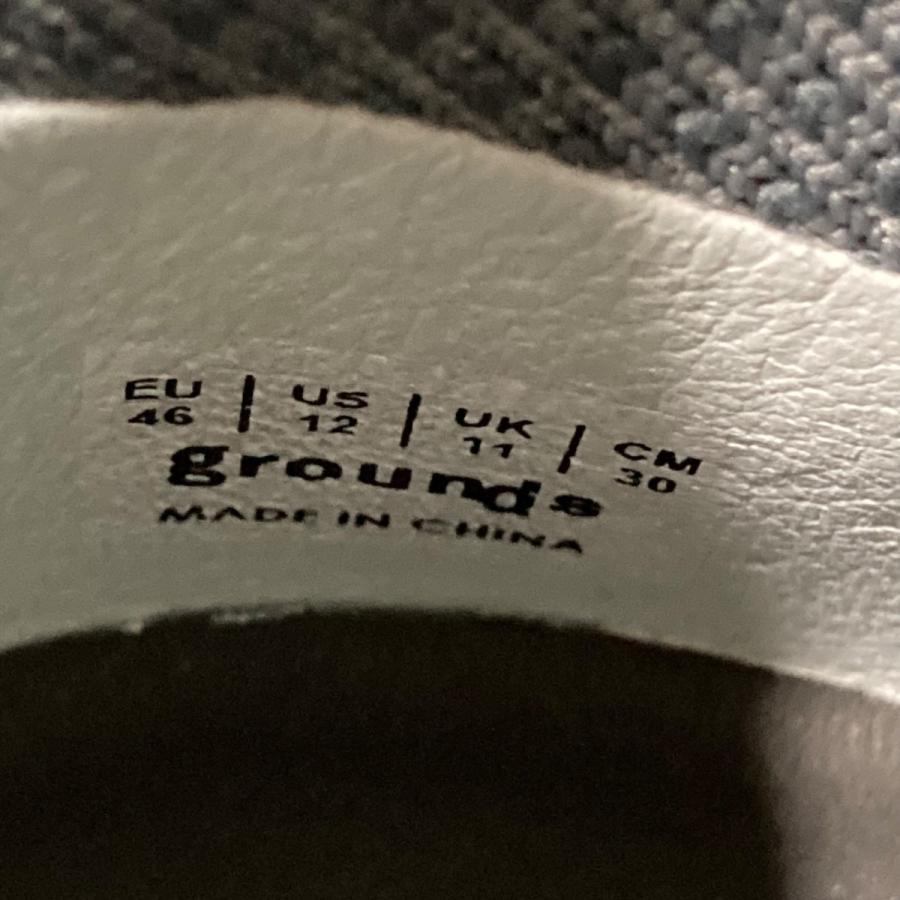 EU | US | UK | CM
46 | 12 | 11 | 30
grounds
MADE IN CHINA